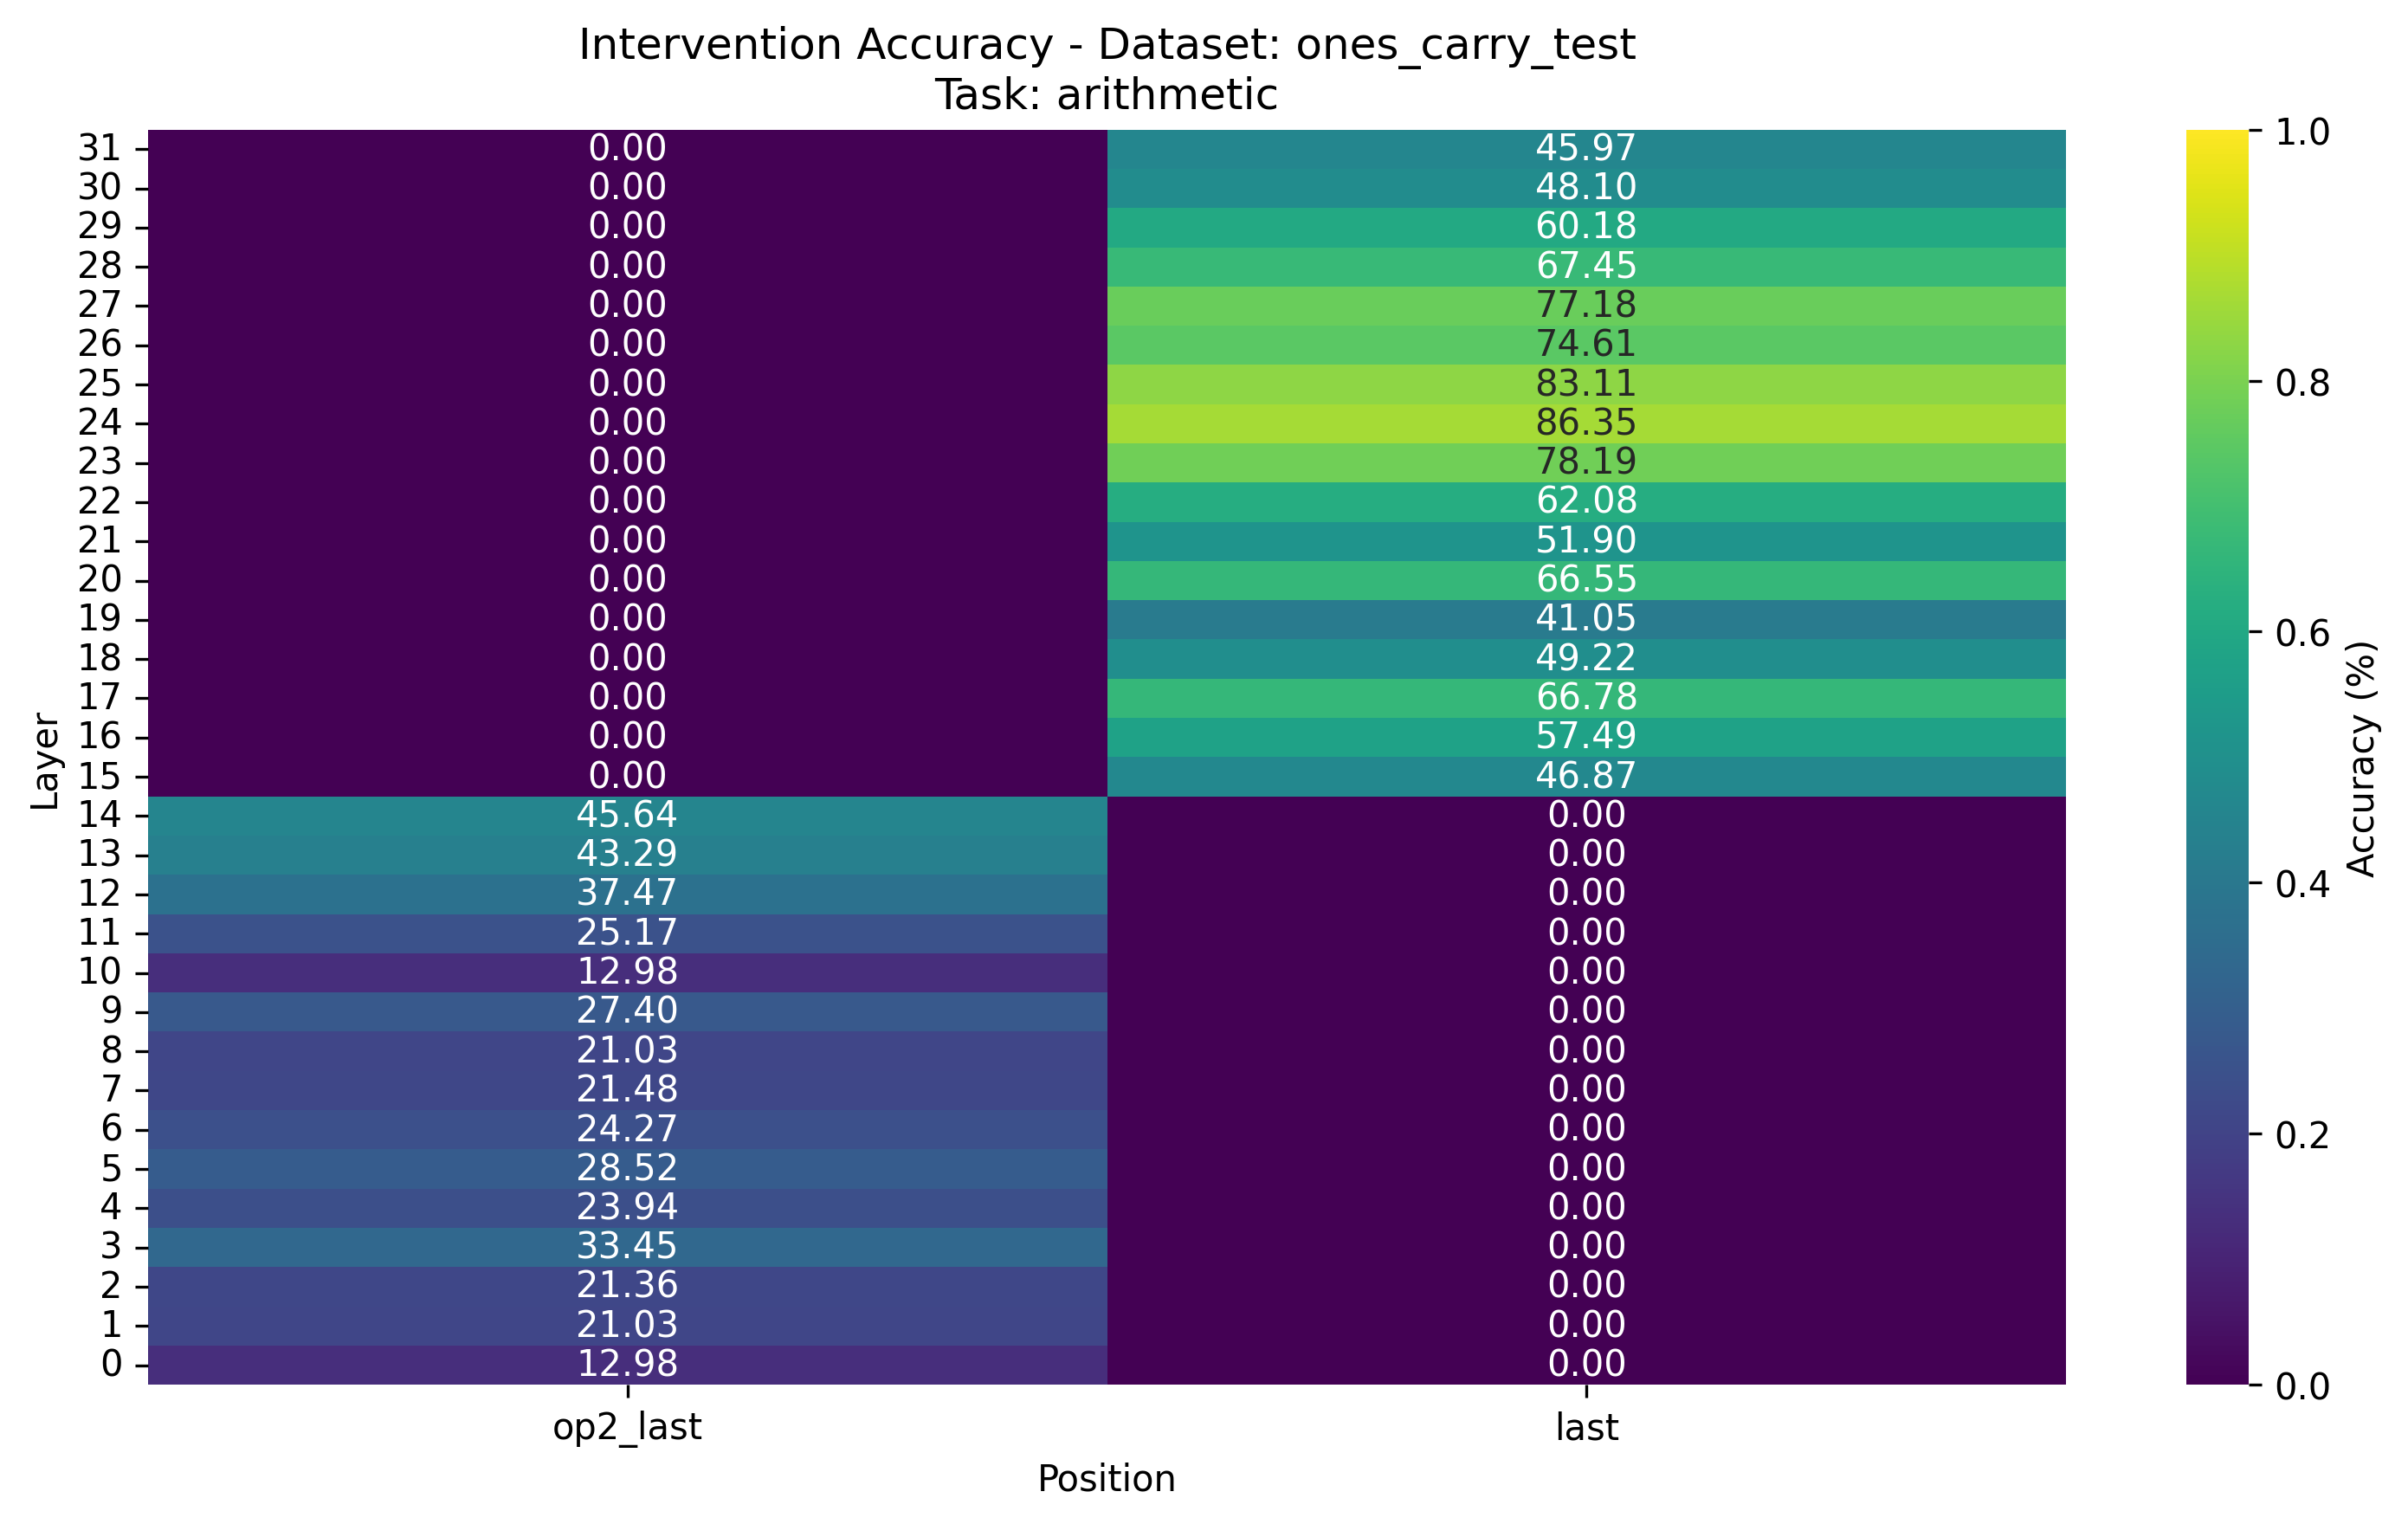 Intervention Accuracy - Dataset: ones_carry_test
Task: arithmetic
31 0.00 45.97
30 0.00 48.10
29 0.00 60.18
28 0.00 67.45
27 0.00 77.18
26 0.00 74.61
25 0.00 83.11
24 0.00 86.35
23 0.00 78.19
22 0.00 62.08
21 0.00 51.90
20 0.00 66.55
19 0.00 41.05
18 0.00 49.22
17 0.00 66.78
16 0.00 57.49
15 0.00 46.87
14 45.64 0.00
13 43.29 0.00
12 37.47 0.00
11 25.17 0.00
10 12.98 0.00
9 27.40 0.00
8 21.03 0.00
7 21.48 0.00
6 24.27 0.00
5 28.52 0.00
4 23.94 0.00
3 33.45 0.00
2 21.36 0.00
1 21.03 0.00
0 12.98 0.00
Layer
op2_last last
Position
1.0
0.8
0.6
0.4
0.2
0.0
Accuracy (%)